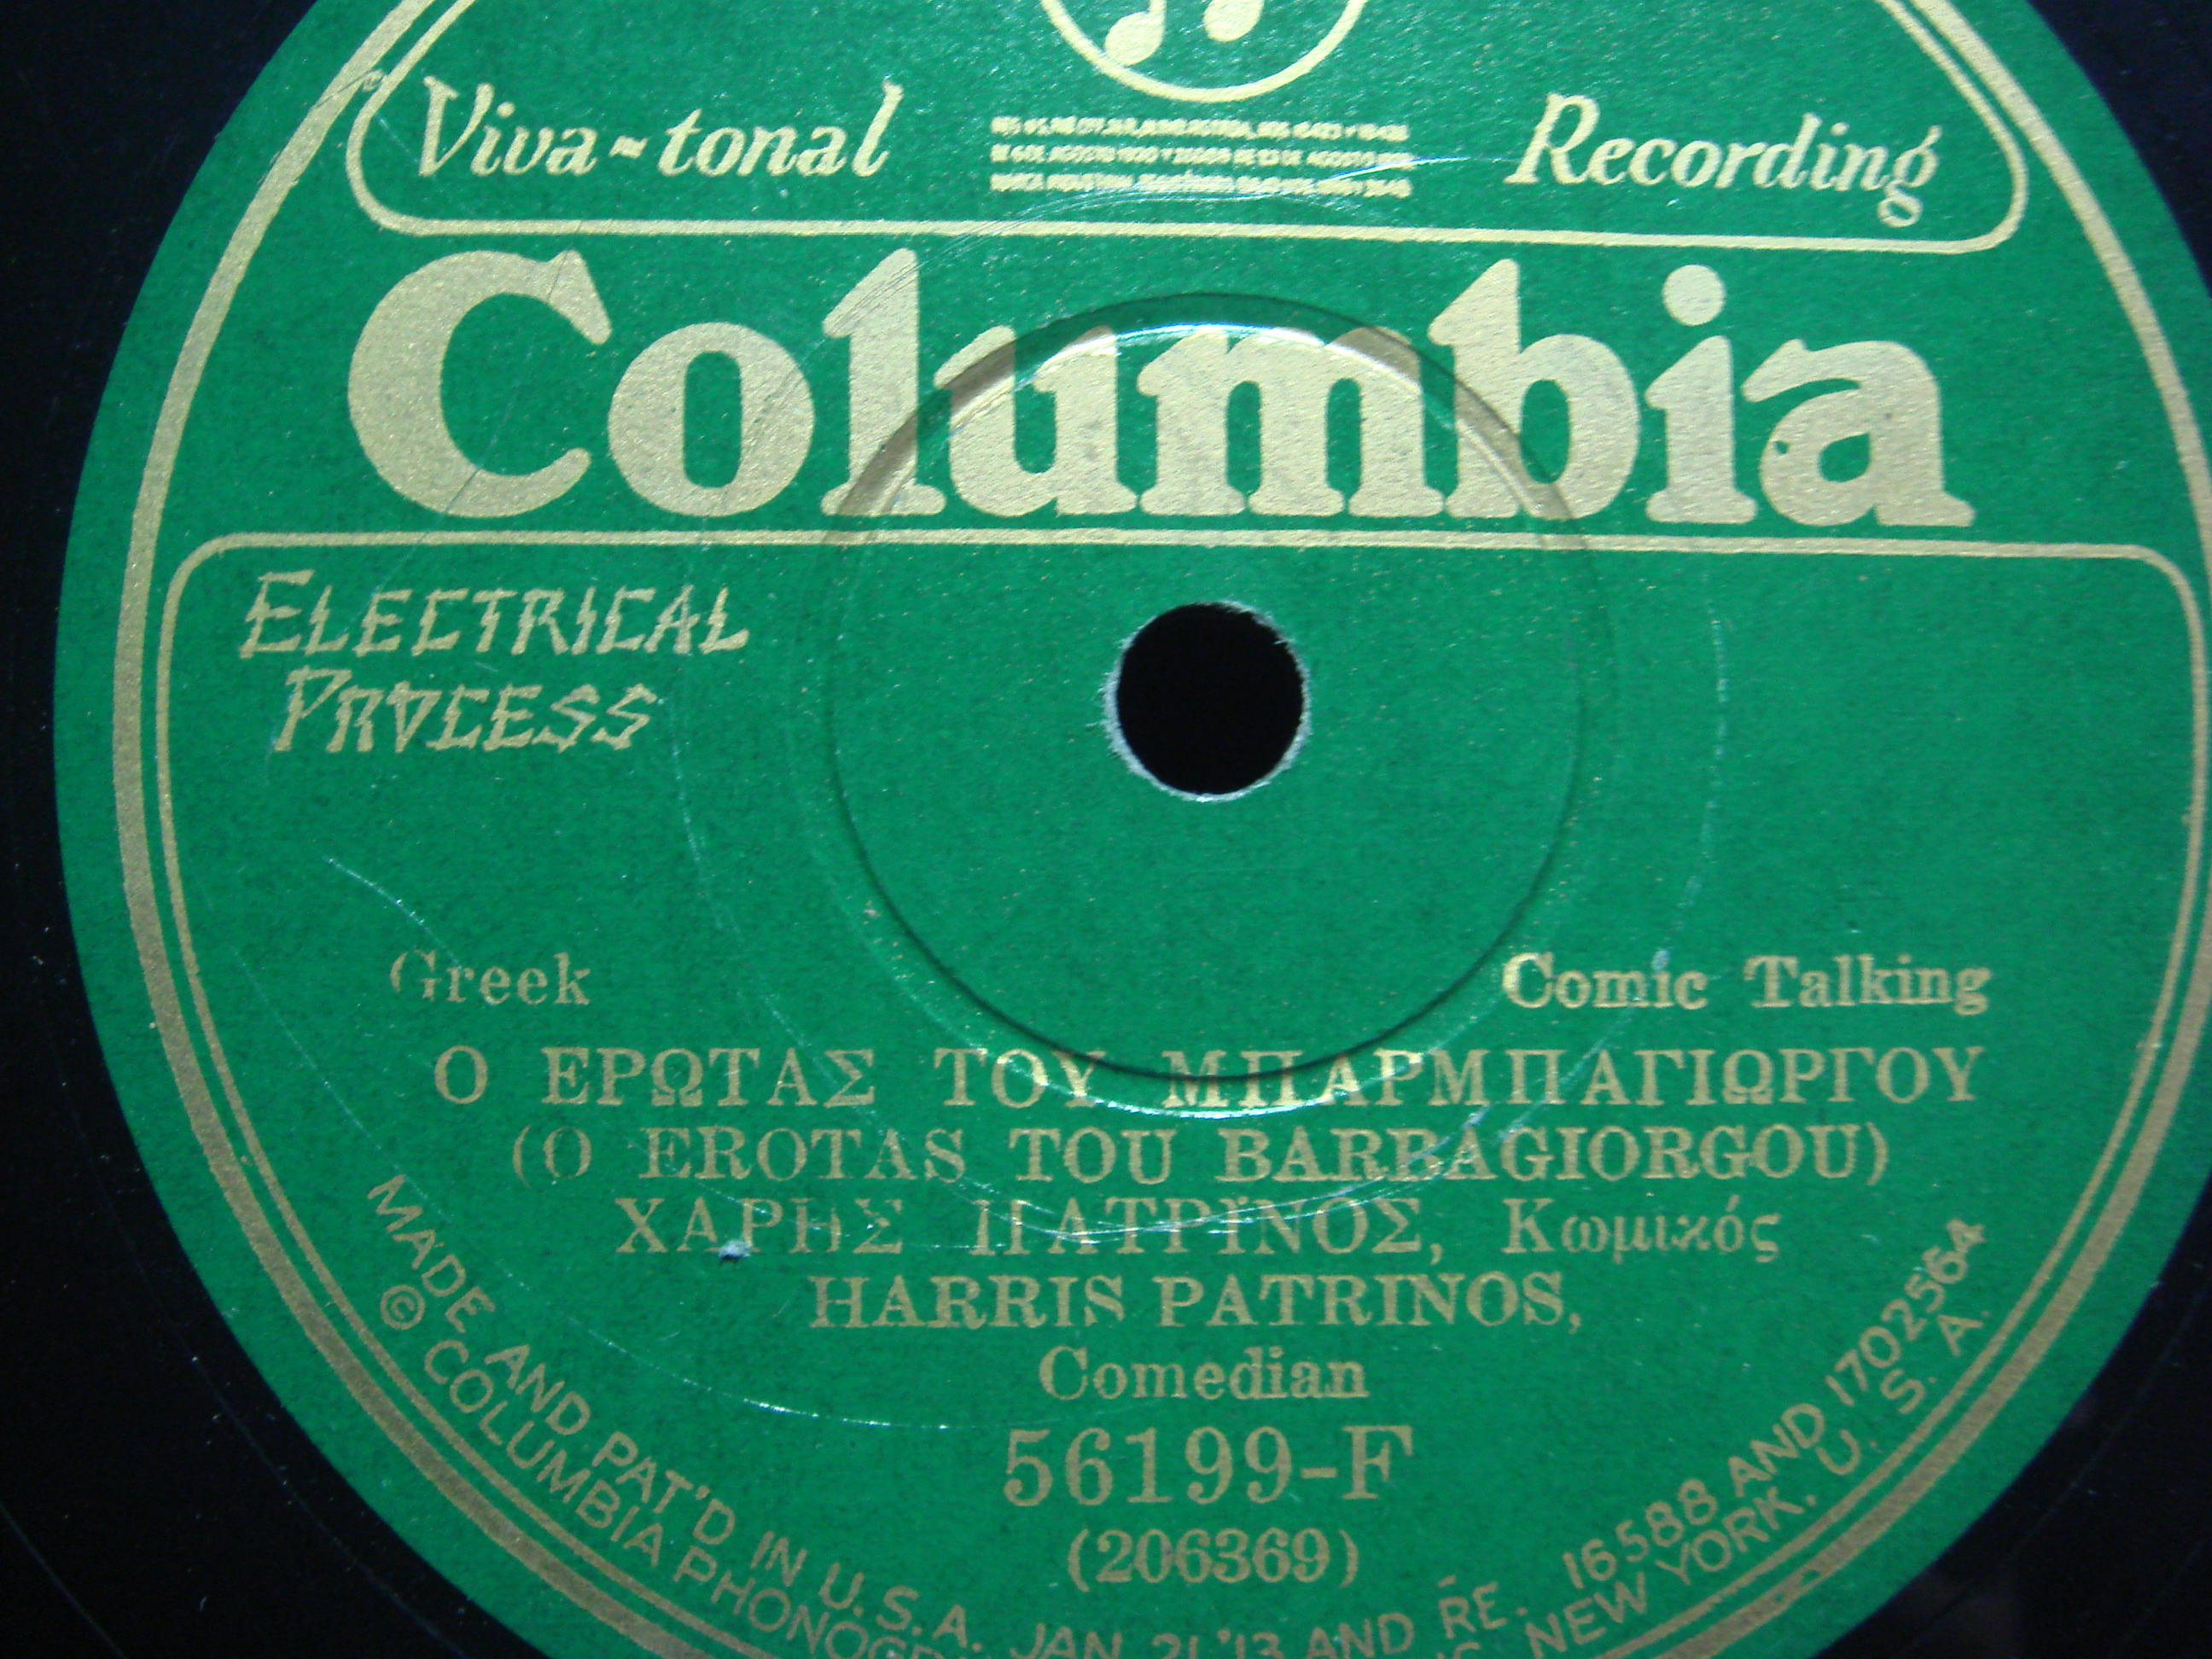 Viva-tonal Recording
Columbia
ELECTRICAL
PROCESS
Greek Comic Talking
Ο ΕΡΩΤΑΣ ΤΟΥ ΜΠΑΡΜΠΑΓΙΩΡΓΟΥ
(O EROTAS TOU BARBAGIORGOU)
ΧΑΡΗΣ ΠΑΤΡΙΝΟΣ, Κωμικός
HARRIS PATRINOS,
Comedian
56199-F
(206369)
MADE AND PAT'D IN U.S.A. JAN. 21, '13 AND RE. 16588 AND 1702564
© COLUMBIA NEW YORK, U. S. A.